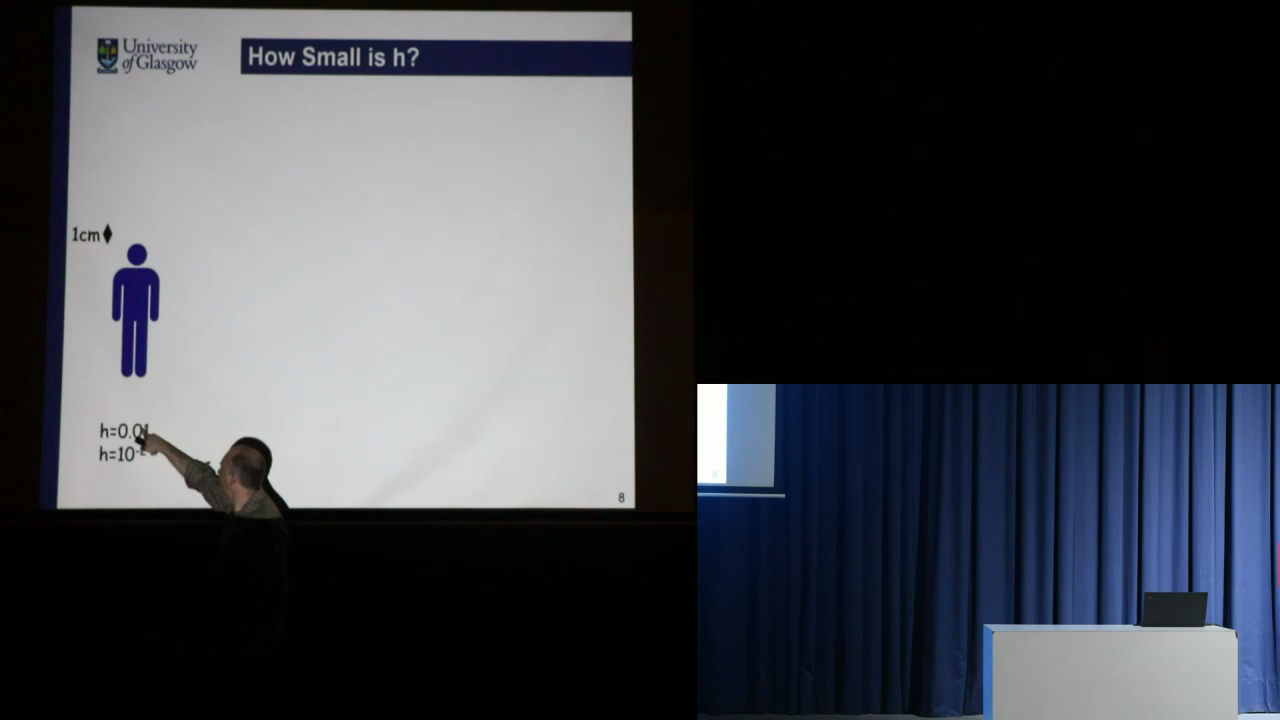 University
of Glasgow
How Small is h?
1cm
h=0.01
h=10
8